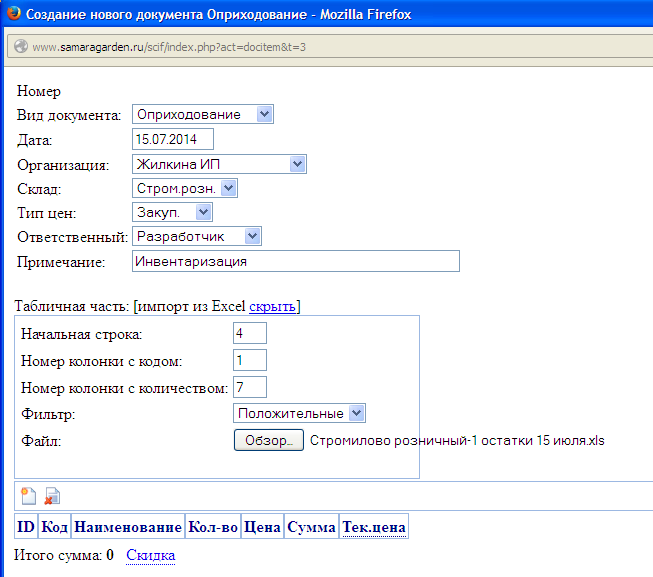 Создание нового документа Оприходование - Mozilla Firefox
www.samaragarden.ru/scif/index.php?act=docitem&t=3
Номер
Вид документа: Оприходование
Дата: 15.07.2014
Организация: Жилкина ИП
Склад: Стром.розн.
Тип цен: Закуп.
Ответственный: Разработчик
Примечание: Инвентаризация
Табличная часть: [импорт из Excel скрыть]
Начальная строка: 4
Номер колонки с кодом: 1
Номер колонки с количеством: 7
Фильтр: Положительные
Файл: Обзор... Стромилово розничный-1 остатки 15 июля.xls
ID Код Наименование Кол-во Цена Сумма Тек.цена
Итого сумма: 0 Скидка